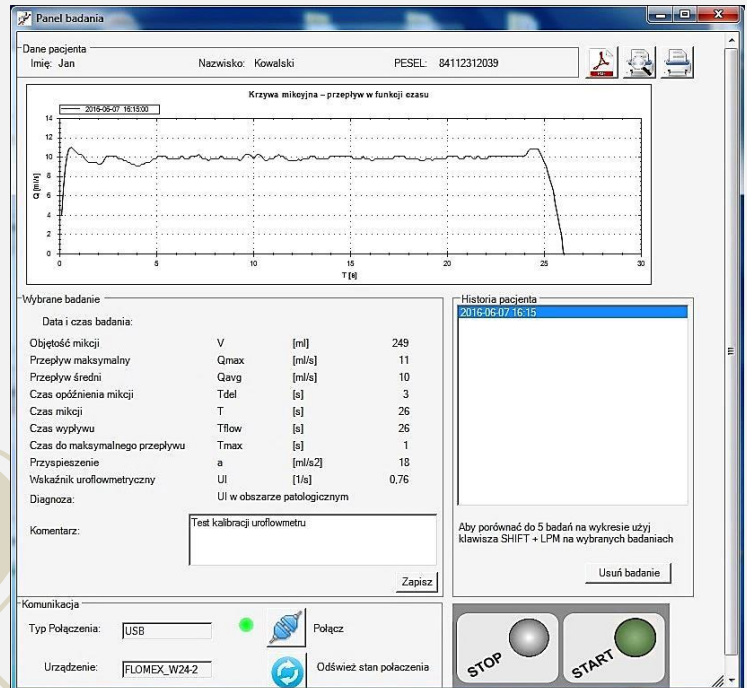 Panel badania
Dane pacjenta
Imię: Jan Nazwisko: Kowalski PESEL: 84112312039
Krzywa mikcyjna – przepływ w funkcji czasu
2016-06-07 16:15:00
14
12
10
8
6
4
2
0
Q [ml/s]
0 5 10 15 20 25 30
T [s]
Wybrane badanie
Data i czas badania:
Objętość mikcji V [ml] 249
Przepływ maksymalny Qmax [ml/s] 11
Przepływ średni Qavg [ml/s] 10
Czas opóźnienia mikcji Tdel [s] 3
Czas mikcji T [s] 26
Czas wypływu Tflow [s] 26
Czas do maksymalnego przepływu Tmax [s] 1
Przyspieszenie a [ml/s2] 18
Wskaźnik uroflowmetryczny UI [1/s] 0,76
Diagnoza: UI w obszarze patologicznym
Komentarz: Test kalibracji uroflowmetru
Zapisz
Historia pacjenta
2016-06-07 16:15
Aby porównać do 5 badań na wykresie użyj
klawisza SHIFT + LPM na wybranych badaniach
Usuń badanie
Komunikacja
Typ Połączenia: USB Połącz
Urządzenie: FLOMEX_W24-2 Odśwież stan połaczenia
STOP START